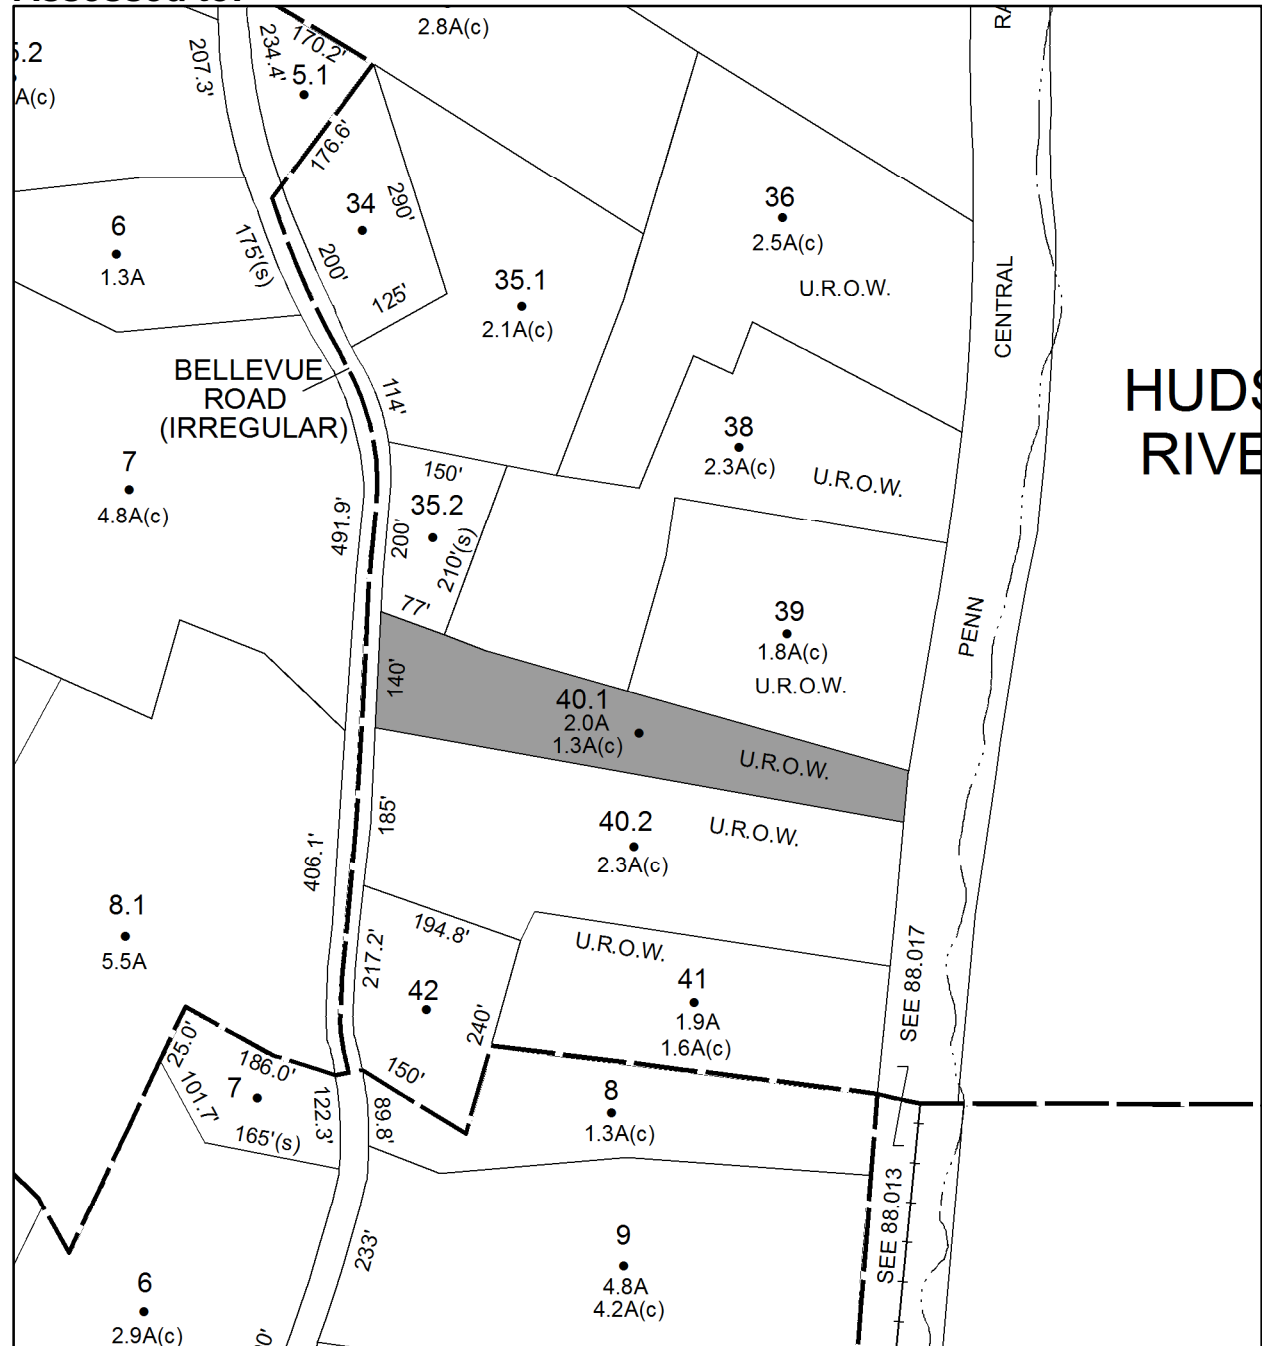 2.8A(c)
RA
170.2'
234.4'
207.3'
5.2
A(c)
5.1
176.6'
34
290'
200'
125'
6
1.3A
175'(s)
36
2.5A(c)
U.R.O.W.
35.1
2.1A(c)
CENTRAL
BELLEVUE
ROAD
(IRREGULAR)
114'
HUDS
RIVE
38
2.3A(c)
U.R.O.W.
7
4.8A(c)
150'
35.2
491.9'
200'
210'(s)
77'
39
1.8A(c)
U.R.O.W.
PENN
140'
40.1
2.0A
1.3A(c)
U.R.O.W.
185'
40.2
2.3A(c)
U.R.O.W.
406.1'
8.1
5.5A
194.8'
217.2'
42
240'
U.R.O.W.
41
1.9A
1.6A(c)
SEE 88.017
25.0'
186.0'
7
101.7'
165'(s)
122.3'
89.8'
150'
8
1.3A(c)
SEE 88.013
233'
9
4.8A
4.2A(c)
6
2.9A(c)